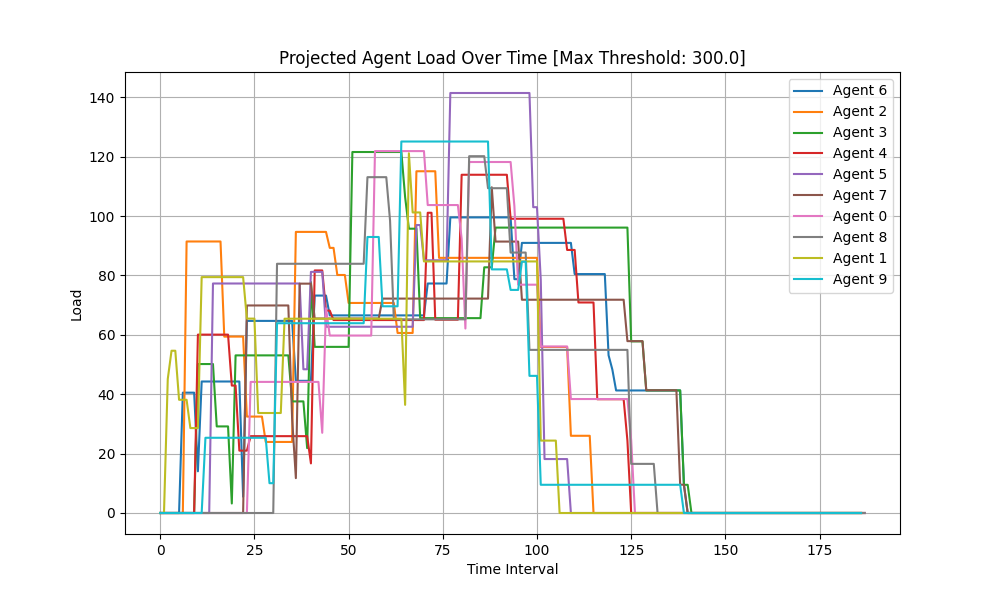 Projected Agent Load Over Time [Max Threshold: 300.0]
Load
140
120
100
80
60
40
20
0
0 25 50 75 100 125 150 175
Time Interval
Agent 6
Agent 2
Agent 3
Agent 4
Agent 5
Agent 7
Agent 0
Agent 8
Agent 1
Agent 9